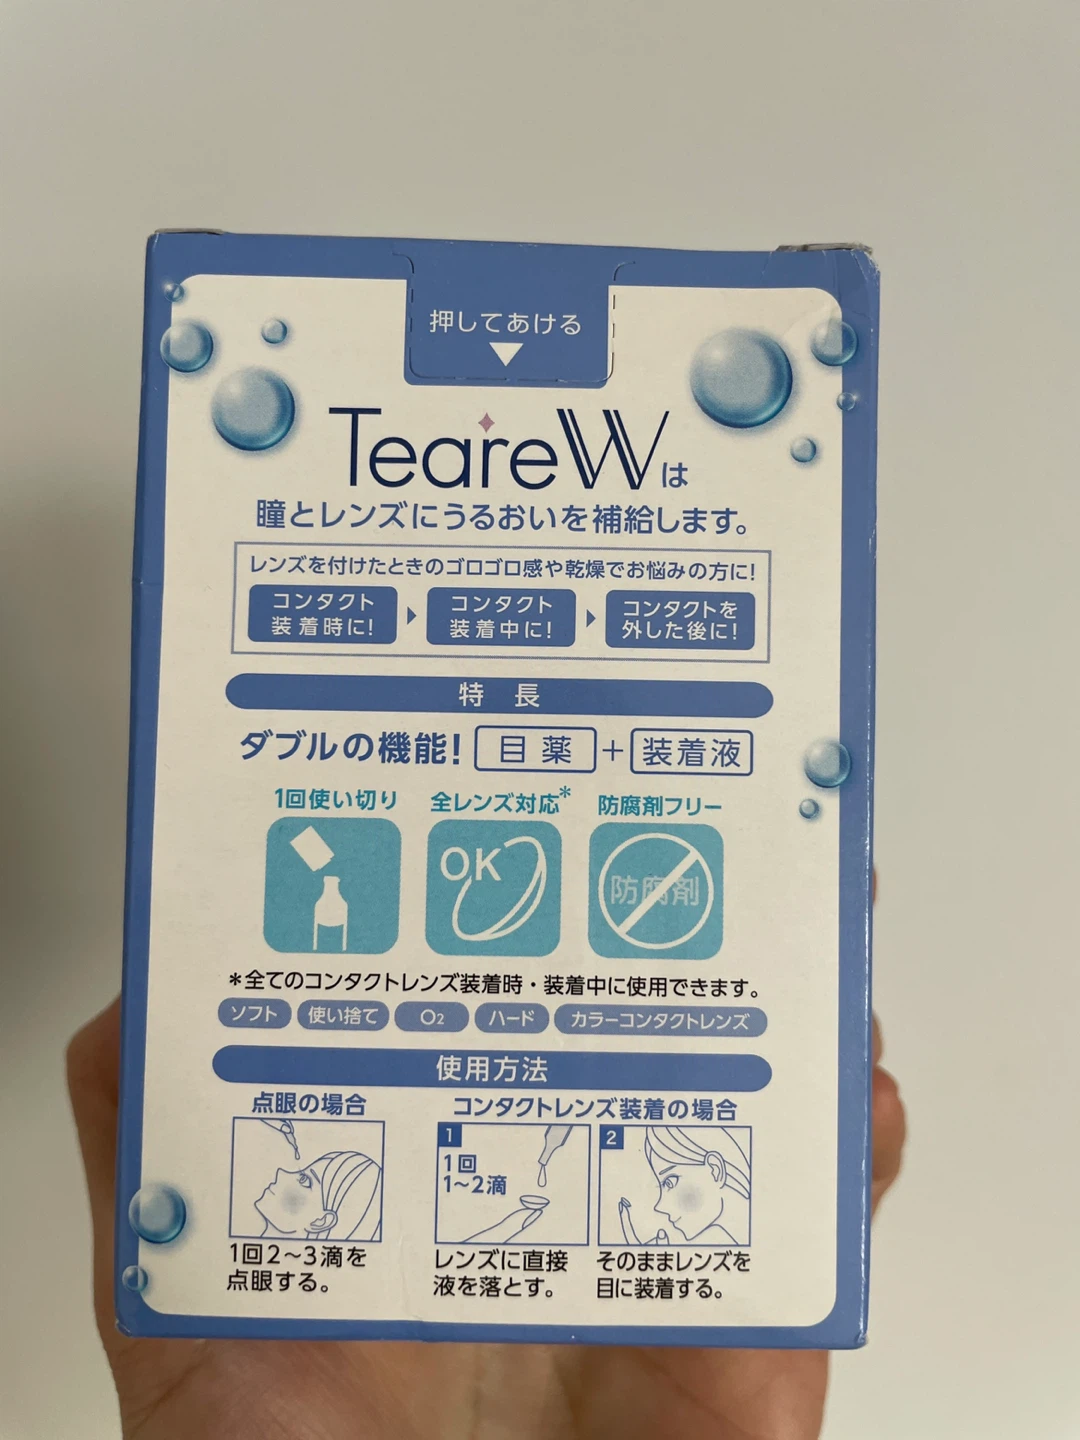 押してあける
TeareWは
瞳とレンズにうるおいを補給します。
レンズを付けたときのゴロゴロ感や乾燥でお悩みの方に!
コンタクト
装着時に!
コンタクト
装着中に!
コンタクトを
外した後に!
特 長
ダブルの機能! 目薬 + 装着液
1回使い切り
全レンズ対応*
防腐剤フリー
OK
防腐剤
*全てのコンタクトレンズ装着時・装着中に使用できます。
ソフト 使い捨て O2 ハード カラーコンタクトレンズ
使用方法
点眼の場合
1回2~3滴を
点眼する。
コンタクトレンズ装着の場合
1
1回
1~2滴
レンズに直接
液を落とす。
2
そのままレンズを
目に装着する。